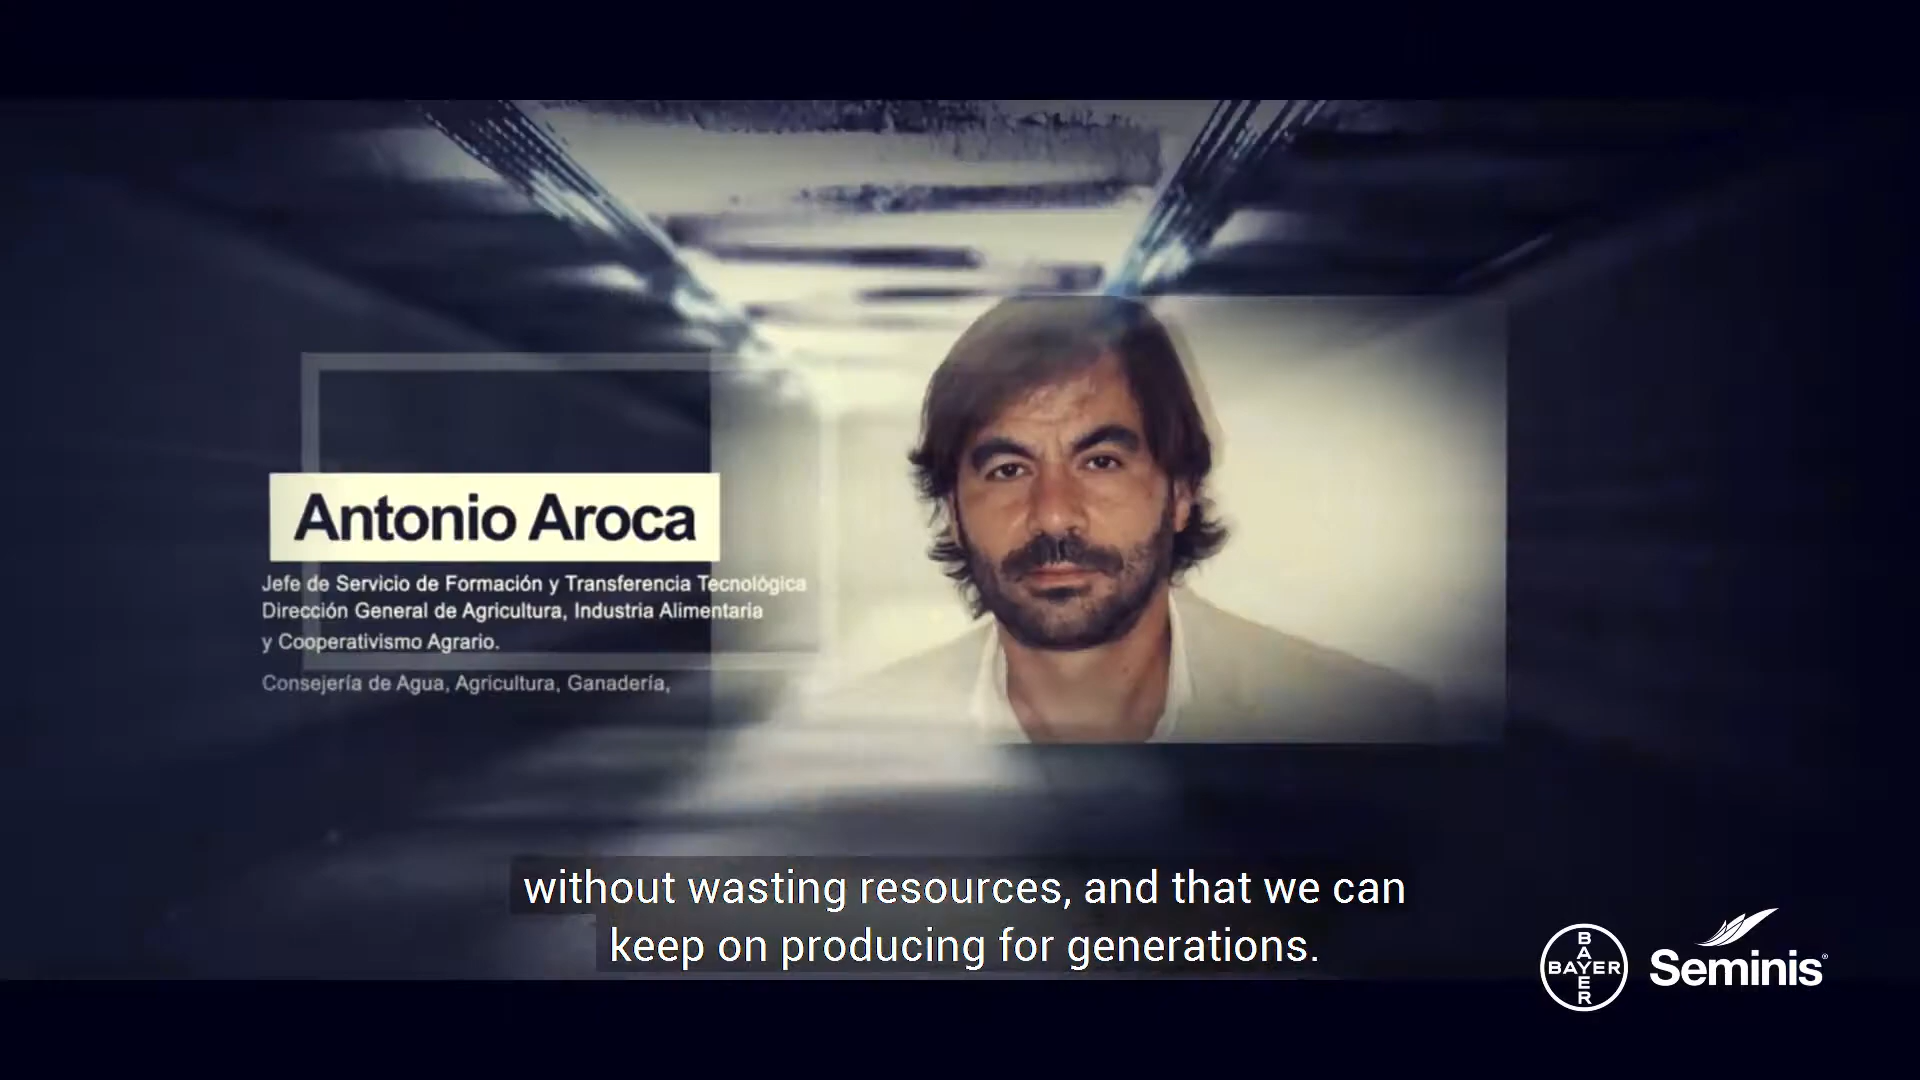 Antonio Aroca
Jefe de Servicio de Formación y Transferencia Tecnológica
Dirección General de Agricultura, Industria Alimentaria
y Cooperativismo Agrario.
Consejería de Agua, Agricultura, Ganadería,
without wasting resources, and that we can
keep on producing for generations.
BAYER
BAYER
Seminis